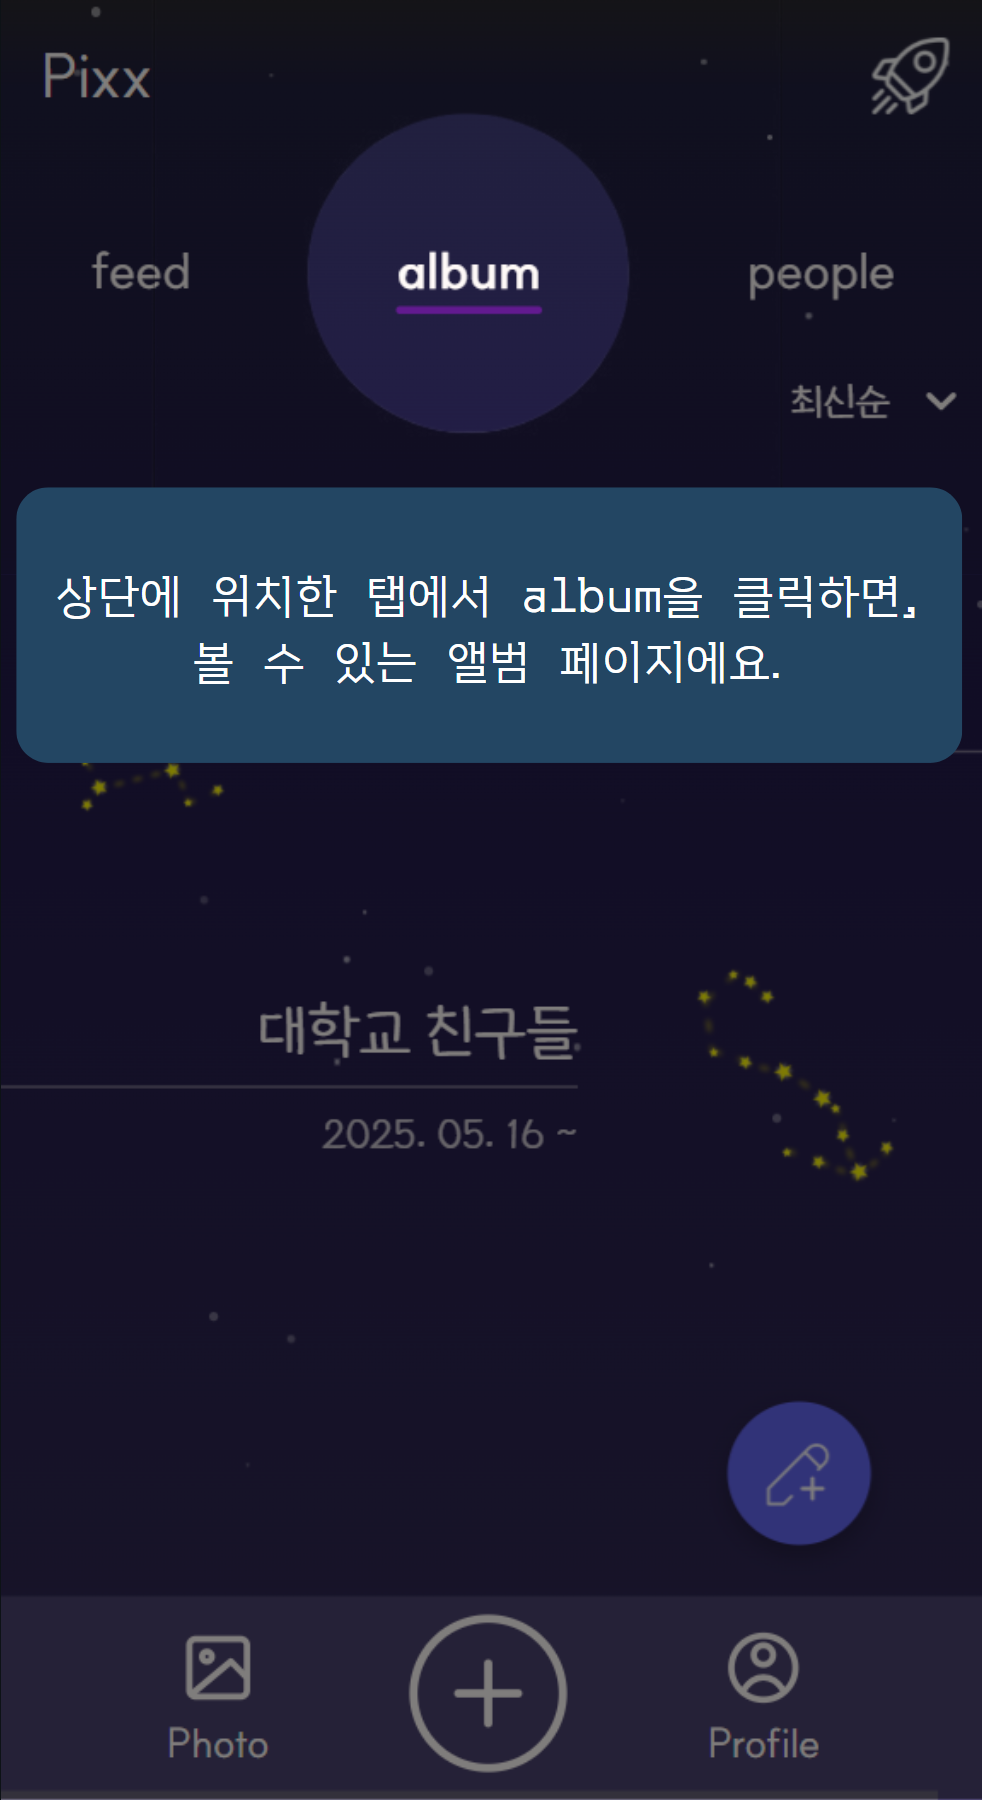 Pixx
feed
album
people
최신순
상단에 위치한 탭에서 album을 클릭하면,
볼 수 있는 앨범 페이지에요.
대학교 친구들
2025. 05. 16 ~
Photo
Profile